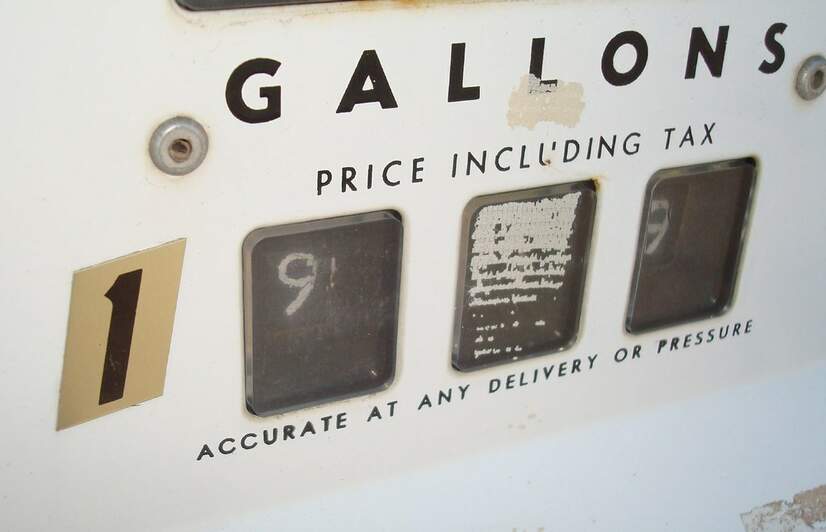 GALLONS
PRICE INCLUDING TAX
1 9 9
ACCURATE AT ANY DELIVERY OR PRESSURE